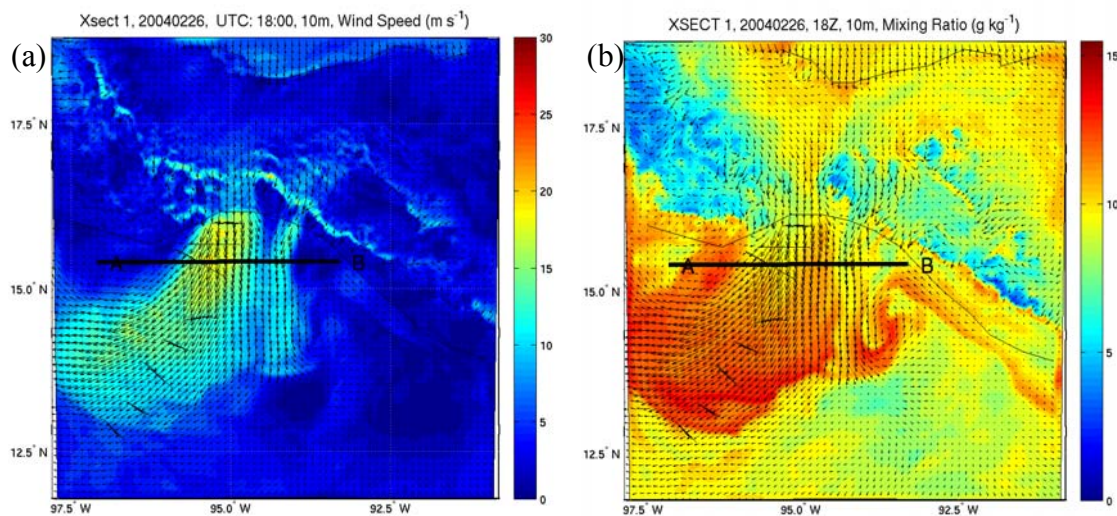 Xsect 1, 20040226, UTC: 18:00, 10m, Wind Speed (m s⁻¹)
(a)
17.5° N
15.0° N
12.5° N
97.5° W
95.0° W
92.5° W
A
B
30
25
20
15
10
5
0
XSECT 1, 20040226, 18Z, 10m, Mixing Ratio (g kg⁻¹)
(b)
17.5° N
15.0° N
12.5° N
97.5° W
95.0° W
92.5° W
A
B
15
10
5
0